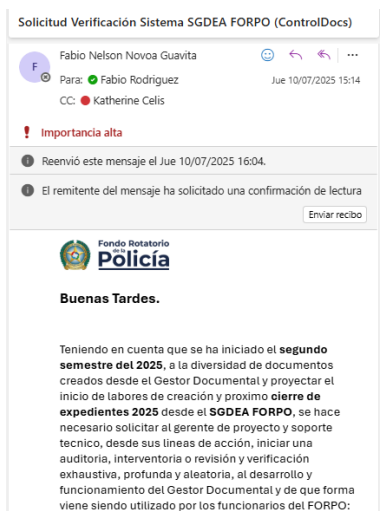 Solicitud Verificación Sistema SGDEA FORPO (ControlDocs)
F
Fabio Nelson Novoa Guavita
Para: Fabio Rodriguez
Jue 10/07/2025 15:14
CC: Katherine Celis
Importancia alta
Reenvió este mensaje el Jue 10/07/2025 16:04.
El remitente del mensaje ha solicitado una confirmación de lectura
Enviar recibo
Fondo Rotatorio
de la
Policía
Buenas Tardes.
Teniendo en cuenta que se ha iniciado el segundo
semestre del 2025, a la diversidad de documentos
creados desde el Gestor Documental y proyectar el
inicio de labores de creación y proximo cierre de
expedientes 2025 desde el SGDEA FORPO, se hace
necesario solicitar al gerente de proyecto y soporte
tecnico, desde sus lineas de acción, iniciar una
auditoria, interventoria o revisión y verificación
exhaustiva, profunda y aleatoria, al desarrollo y
funcionamiento del Gestor Documental y de que forma
viene siendo utilizado por los funcionarios del FORPO: